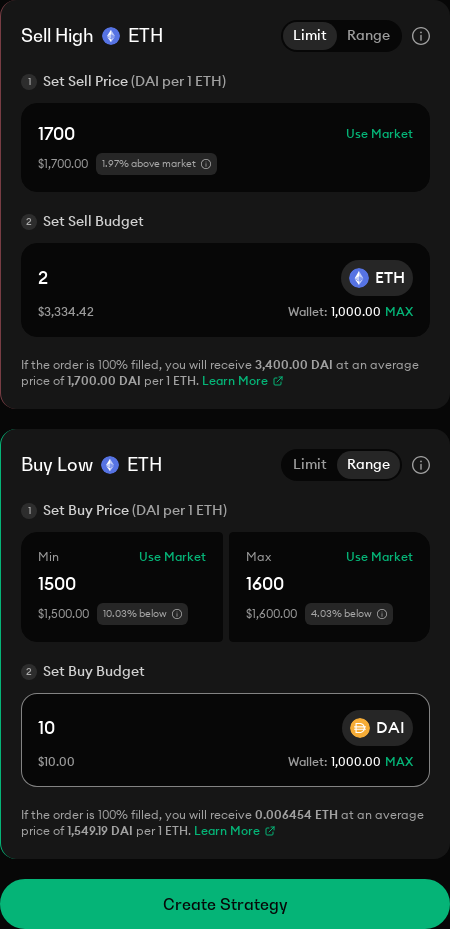 Sell High ETH Limit Range
1 Set Sell Price (DAI per 1 ETH)
1700 Use Market
$1,700.00 1.97% above market
2 Set Sell Budget
2 ETH
$3,334.42 Wallet: 1,000.00 MAX
If the order is 100% filled, you will receive 3,400.00 DAI at an average
price of 1,700.00 DAI per 1 ETH. Learn More
Buy Low ETH Limit Range
1 Set Buy Price (DAI per 1 ETH)
Min Use Market Max Use Market
1500 1600
$1,500.00 10.03% below $1,600.00 4.03% below
2 Set Buy Budget
10 DAI
$10.00 Wallet: 1,000.00 MAX
If the order is 100% filled, you will receive 0.006454 ETH at an average
price of 1,549.19 DAI per 1 ETH. Learn More
Create Strategy